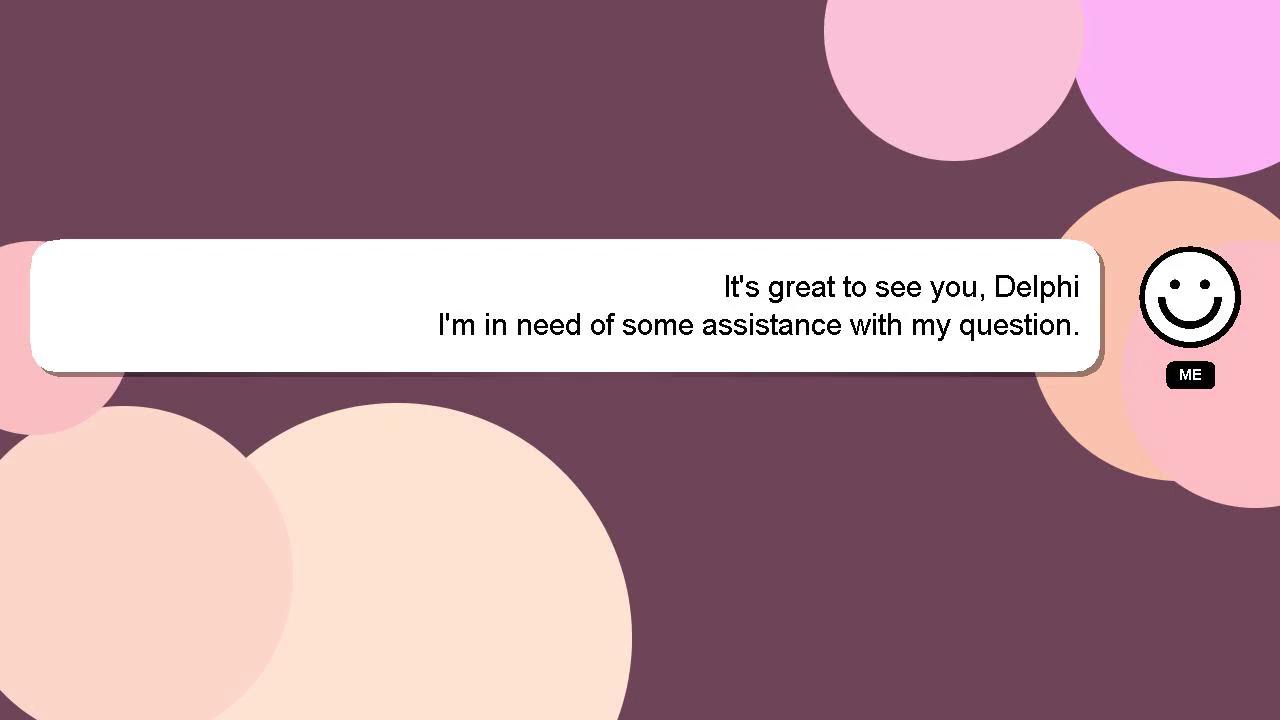 It's great to see you, Delphi
I'm in need of some assistance with my question.
ME